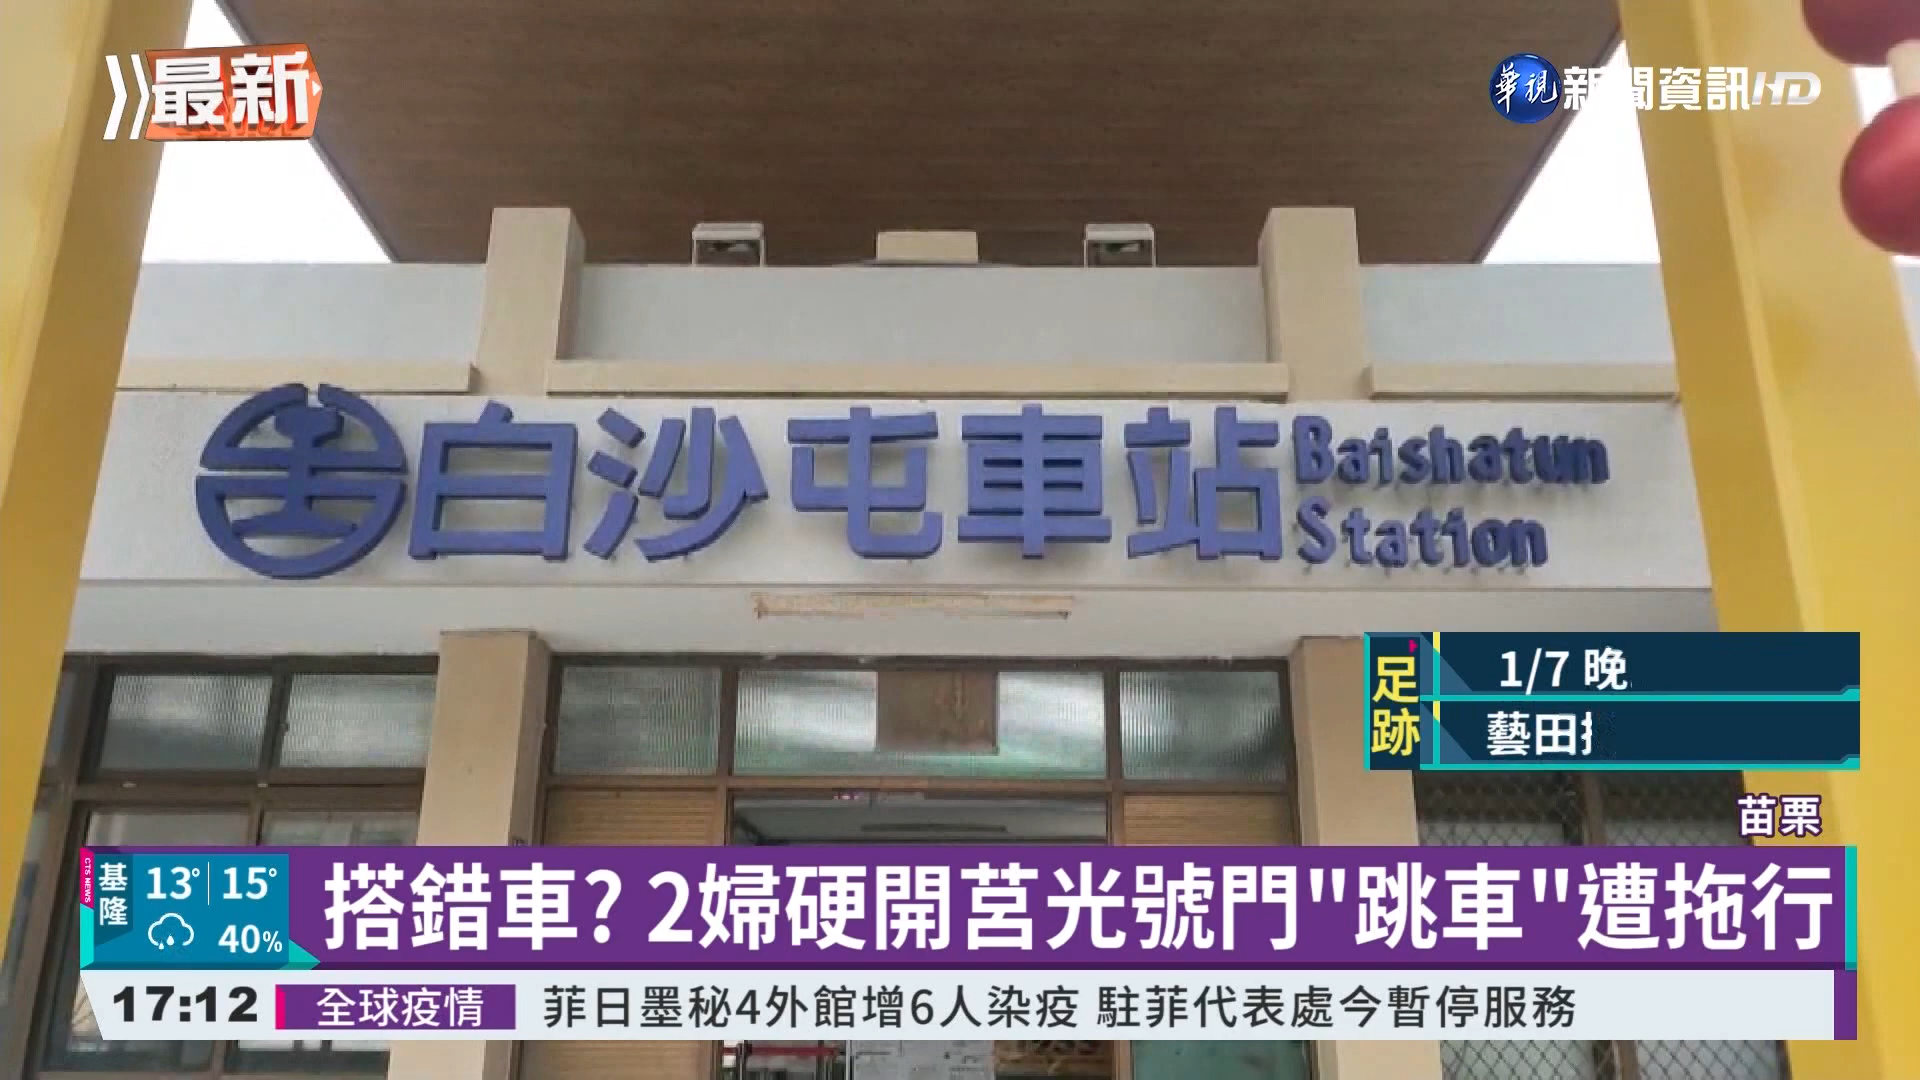 最新
華視 新聞資訊HD
白沙屯車站
Baishatun
Station
足跡
1/7 晚
藝田
苗栗
CTS NEWS
基隆
13° 15°
40%
搭錯車? 2婦硬開莒光號門"跳車"遭拖行
17:12
全球疫情
菲日墨秘4外館增6人染疫 駐菲代表處今暫停服務